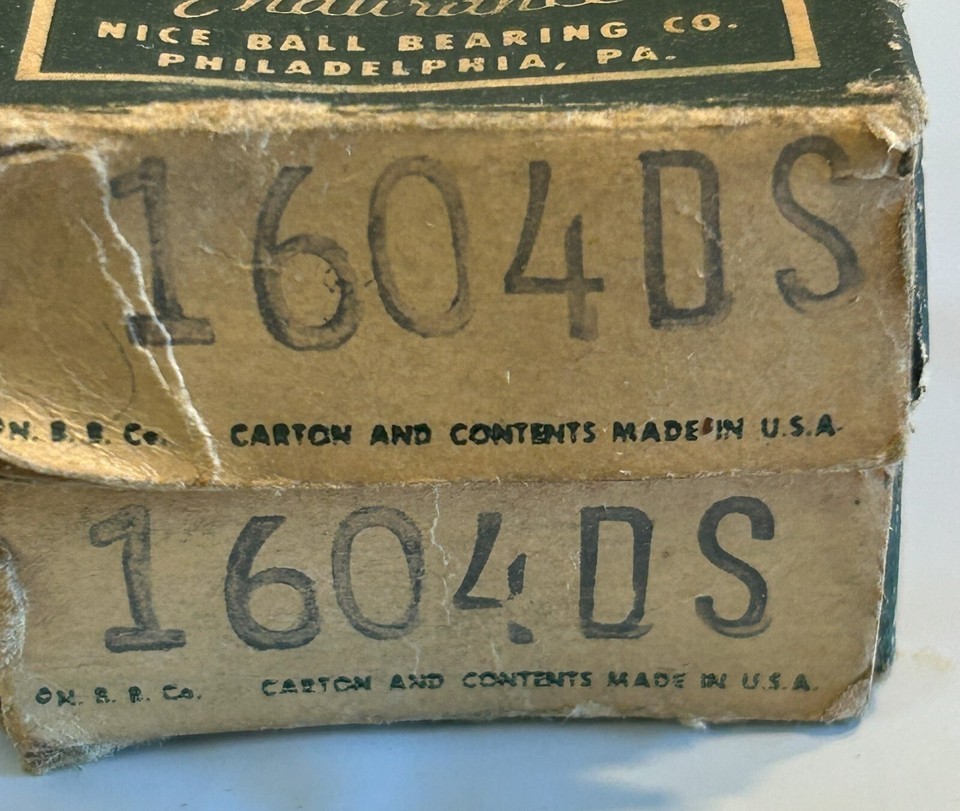 Endurance
NICE BALL BEARING CO.
PHILADELPHIA, PA.
1604DS
©N. B. B. Co. CARTON AND CONTENTS MADE IN U.S.A.
1604DS
©N. B. B. Co. CARTON AND CONTENTS MADE IN U.S.A.